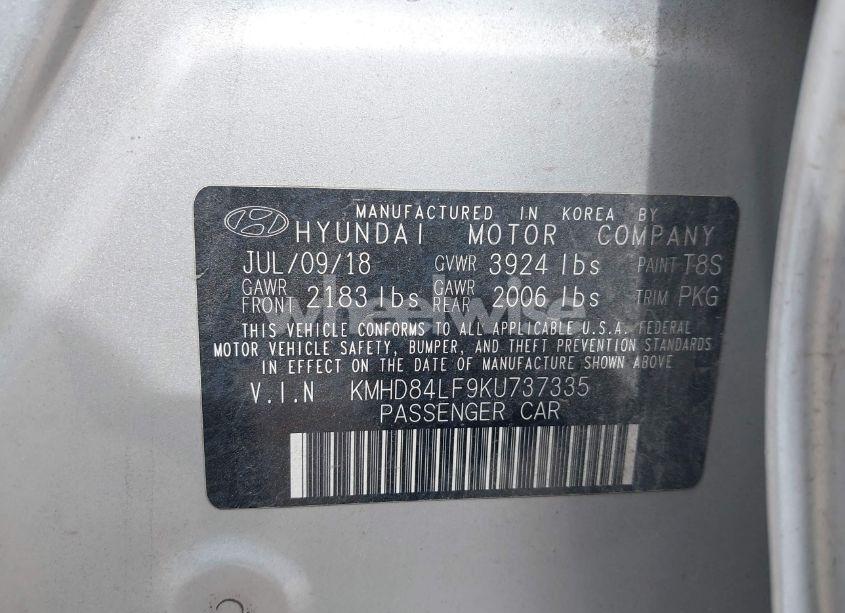 MANUFACTURED IN KOREA BY
HYUNDAI MOTOR COMPANY
JUL/09/18 GVWR 3924 lbs PAINT T8S
GAWR FRONT 2183 lbs GAWR REAR 2006 lbs TRIM PKG
THIS VEHICLE CONFORMS TO ALL APPLICABLE U.S.A. FEDERAL
MOTOR VEHICLE SAFETY, BUMPER, AND THEFT PREVENTION STANDARDS
IN EFFECT ON THE DATE OF MANUFACTURE SHOWN ABOVE
V.I.N KMHD84LF9KU737335
PASSENGER CAR
wheelwise